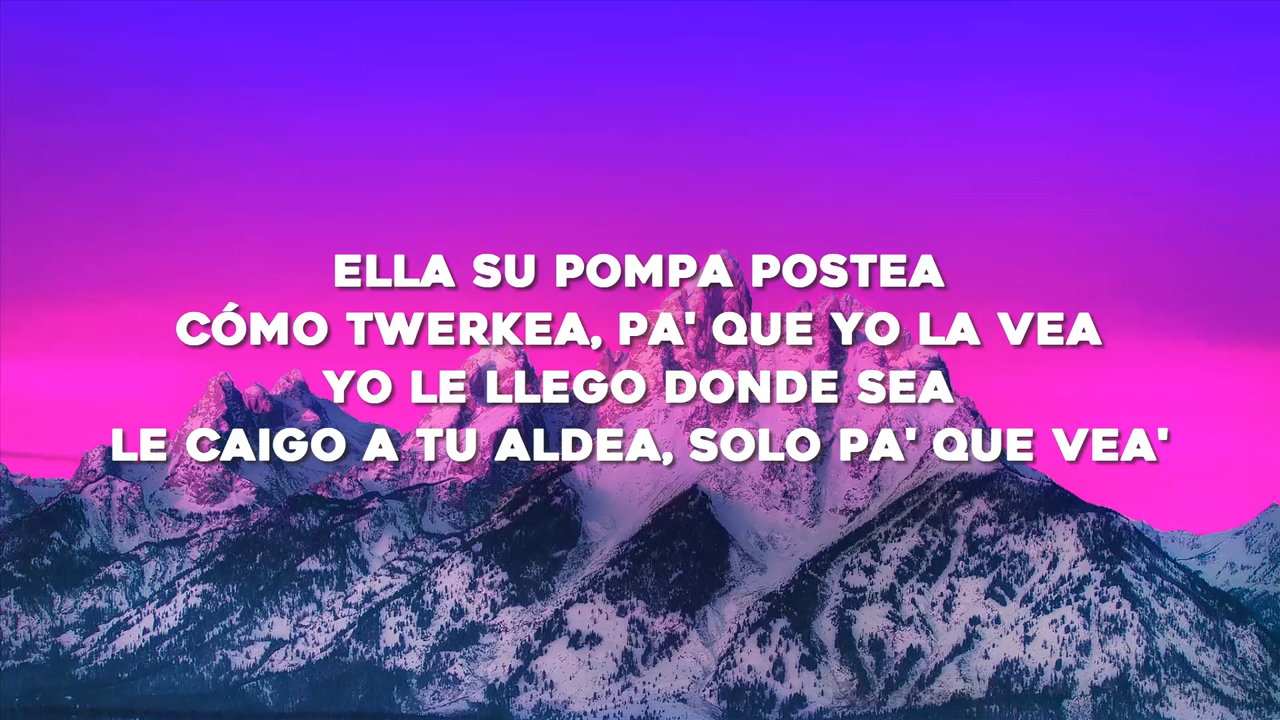 ELLA SU POMPA POSTEA
CÓMO TWERKEA, PA' QUE YO LA VEA
YO LE LLEGO DONDE SEA
LE CAIGO A TU ALDEA, SOLO PA' QUE VEA'